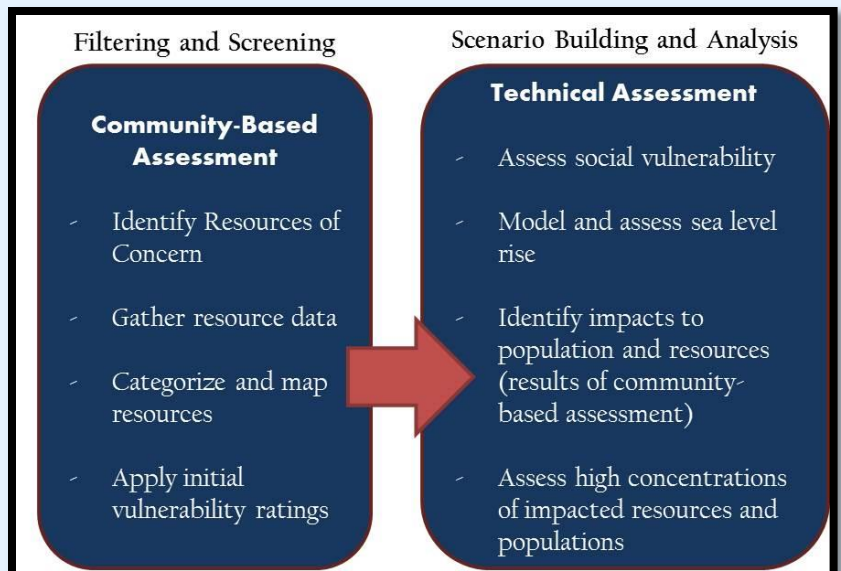 Filtering and Screening
Community-Based
Assessment
- Identify Resources of
Concern
- Gather resource data
- Categorize and map
resources
- Apply initial
vulnerability ratings
Scenario Building and Analysis
Technical Assessment
- Assess social vulnerability
- Model and assess sea level
rise
- Identify impacts to
population and resources
(results of community-
based assessment)
- Assess high concentrations
of impacted resources and
populations